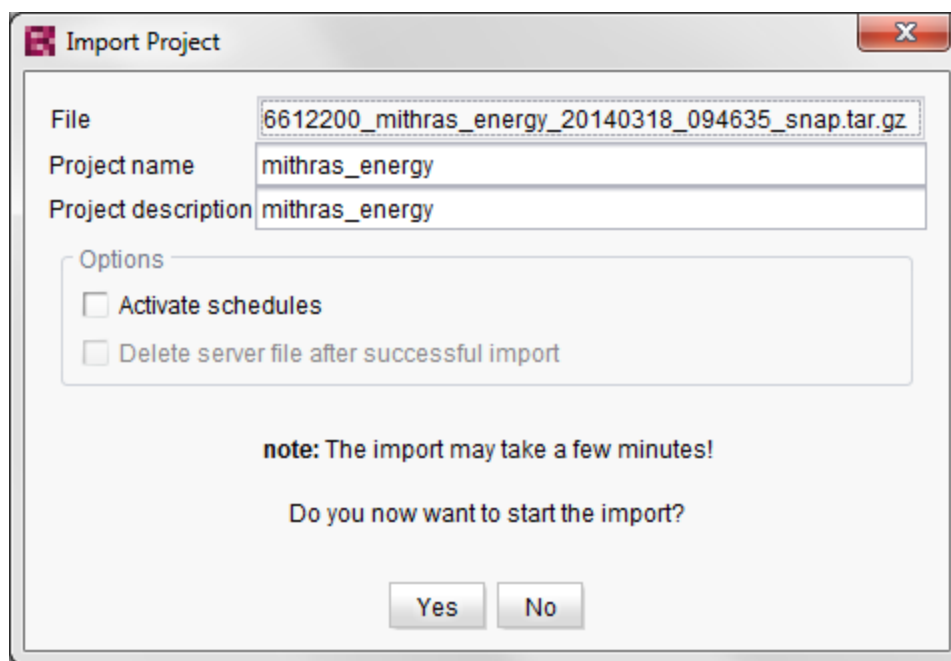 Import Project
File 6612200_mithras_energy_20140318_094635_snap.tar.gz
Project name mithras_energy
Project description mithras_energy
Options
Activate schedules
Delete server file after successful import
note: The import may take a few minutes!
Do you now want to start the import?
Yes No